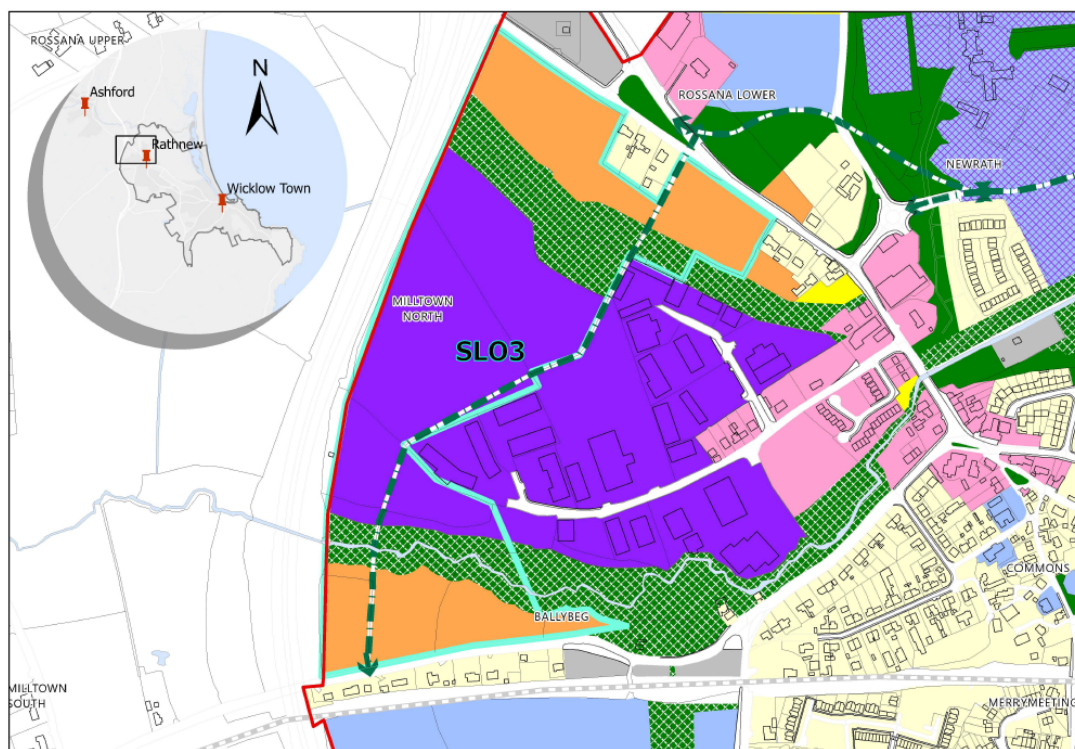 ROSSANA UPPER
N
Ashford
Rathnew
Wicklow Town
ROSSANA LOWER
NEWRATH
MILLTOWN
NORTH
SLO3
BALLYBEG
COMMONS
MILLTOWN
SOUTH
MERRYMEETING